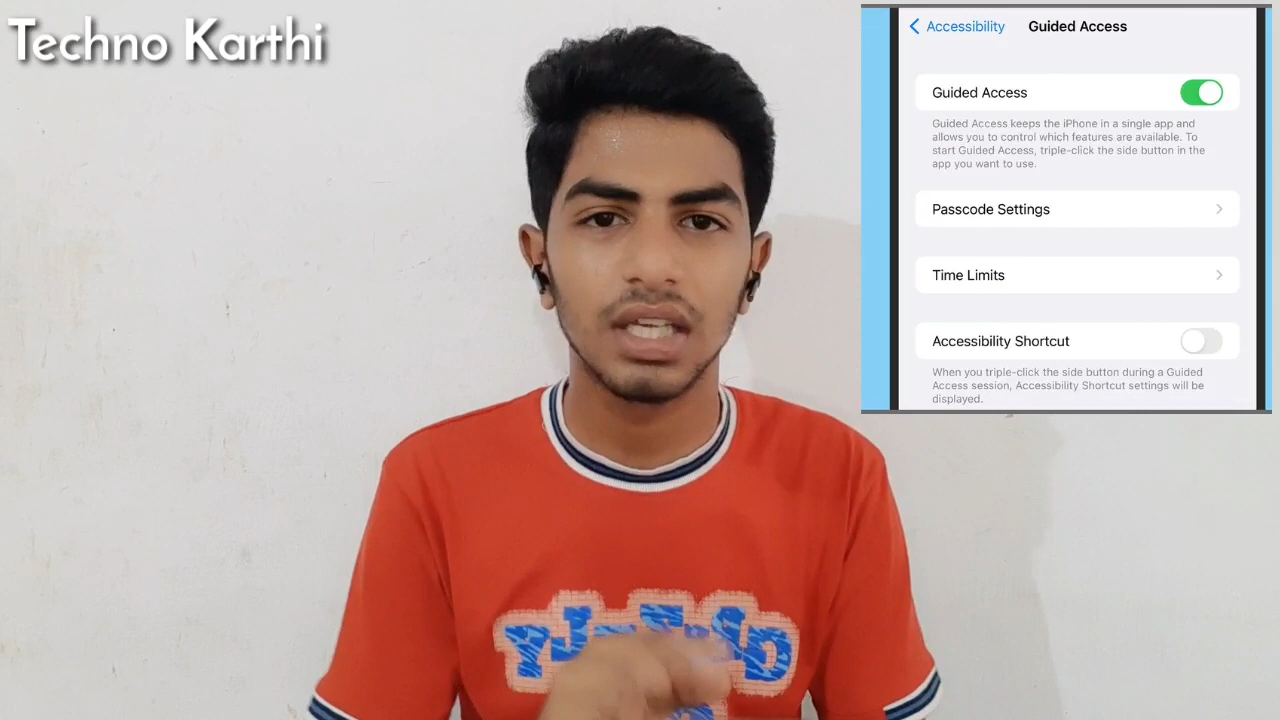 Techno Karthi
Accessibility
Guided Access
Guided Access
Guided Access keeps the iPhone in a single app and
allows you to control which features are available. To
start Guided Access, triple-click the side button in the
app you want to use.
Passcode Settings
Time Limits
Accessibility Shortcut
When you triple-click the side button during a Guided
Access session, Accessibility Shortcut settings will be
displayed.